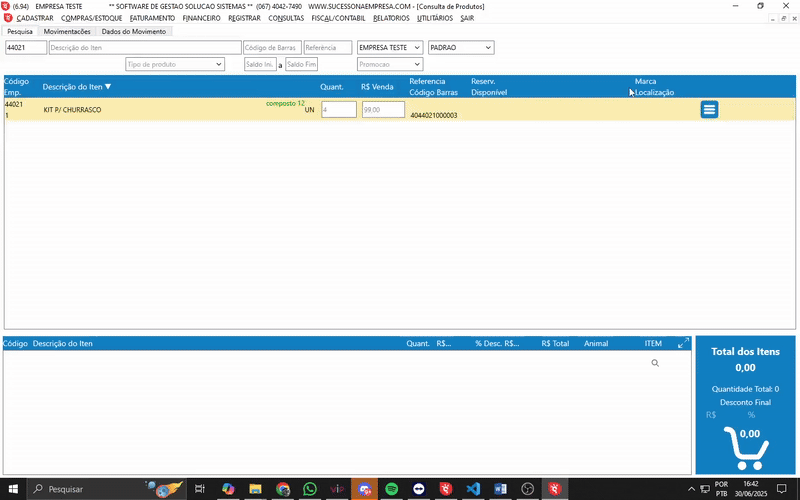 (6.94) EMPRESA TESTE ** SOFTWARE DE GESTAO SOLUCAO SISTEMAS ** (067) 4042-7490 WWW.SUCESSONAEMPRESA.COM - [Consulta de Produtos]
CADASTRAR COMPRAS/ESTOQUE FATURAMENTO FINANCEIRO REGISTRAR CONSULTAS FISCAL/CONTABIL RELATORIOS UTILITÁRIOS SAIR
Pesquisa Movimentacões Dados do Movimento
44021 Descrição do Iten Código de Barras Referência EMPRESA TESTE PADRAO
Tipo de produto Saldo Ini. a Saldo Fim Promocao
Código Descrição do Iten Quant. R$ Venda Referencia Reserv. Marca
Emp. Código Barras Disponível Localização
44021 KIT P/ CHURRASCO composto 12 UN 4 99,00
1 4044021000003
Código Descrição do Iten Quant. R$... % Desc. R$... R$ Total Animal ITEM
Total dos Itens
0,00
Quantidade Total: 0
Desconto Final
R$ %
0,00
Pesquisar
vip
POR
PTB
16:42
30/06/2025